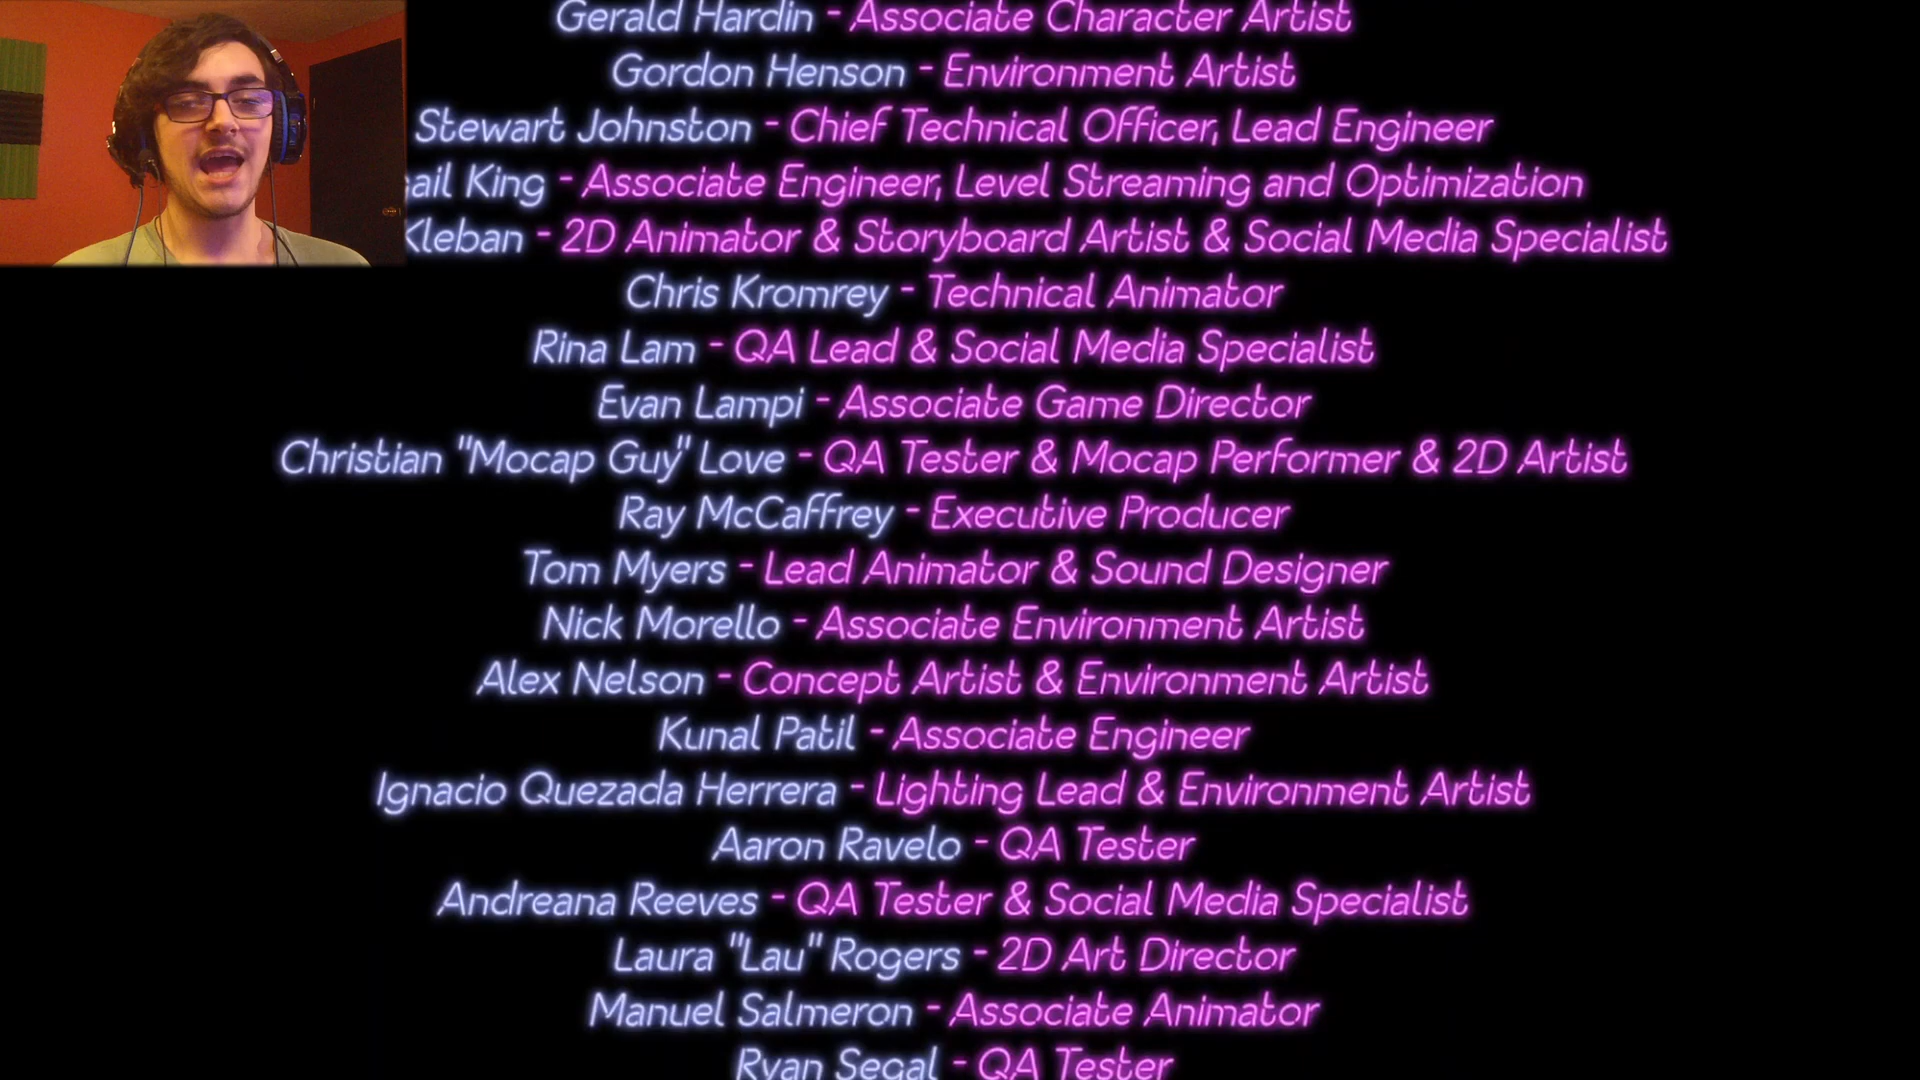 Gerald Hardin - Associate Character Artist
Gordon Henson - Environment Artist
Stewart Johnston - Chief Technical Officer, Lead Engineer
King - Associate Engineer, Level Streaming and Optimization
Kleban - 2D Animator & Storyboard Artist & Social Media Specialist
Chris Kromrey - Technical Animator
Rina Lam - QA Lead & Social Media Specialist
Evan Lampi - Associate Game Director
Christian "Mocap Guy" Love - QA Tester & Mocap Performer & 2D Artist
Ray McCaffrey - Executive Producer
Tom Myers - Lead Animator & Sound Designer
Nick Morello - Associate Environment Artist
Alex Nelson - Concept Artist & Environment Artist
Kunal Patil - Associate Engineer
Ignacio Quezada Herrera - Lighting Lead & Environment Artist
Aaron Ravelo - QA Tester
Andreana Reeves - QA Tester & Social Media Specialist
Laura "Lau" Rogers - 2D Art Director
Manuel Salmeron - Associate Animator
Ryan Segal - QA Tester